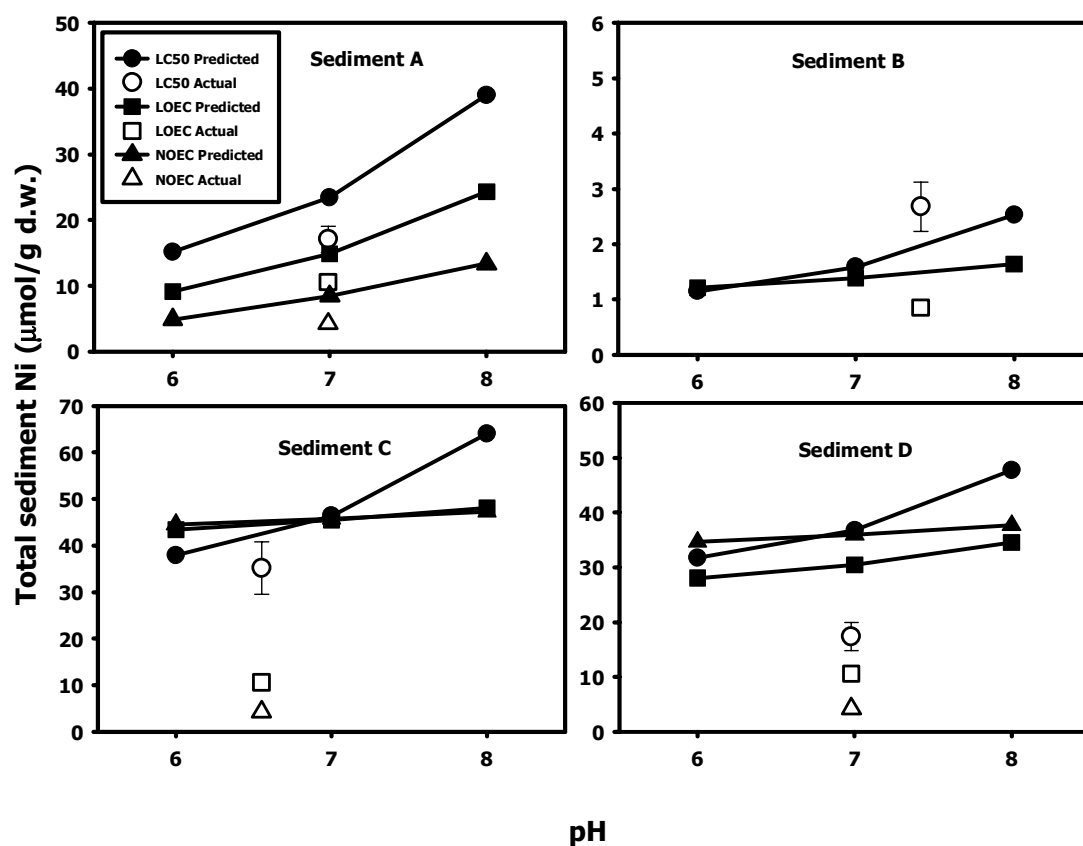 Total sediment Ni (μmol/g d.w.)
50
40
30
20
10
0
LC50 Predicted
LC50 Actual
LOEC Predicted
LOEC Actual
NOEC Predicted
NOEC Actual
Sediment A
6 7 8
6
5
4
3
2
1
0
Sediment B
6 7 8
70
60
50
40
30
20
10
0
Sediment C
6 7 8
60
50
40
30
20
10
0
Sediment D
6 7 8
pH